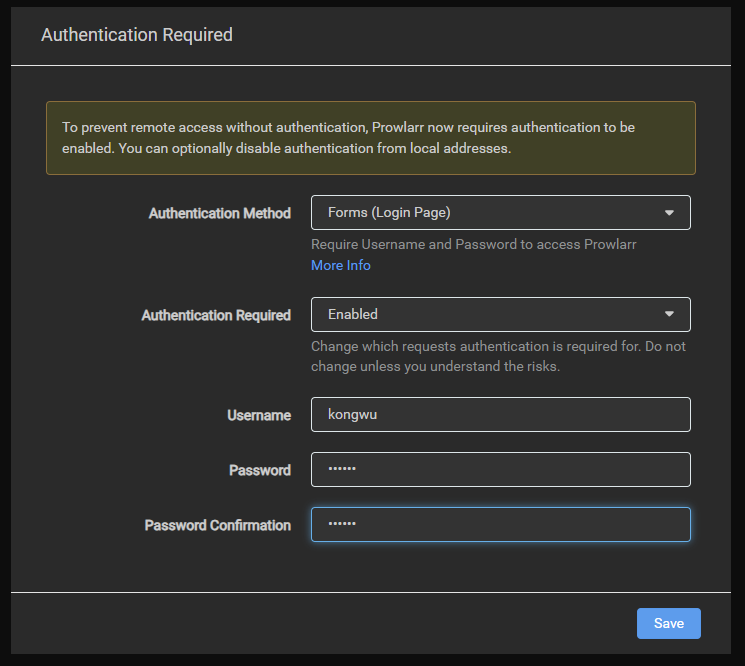 Authentication Required
To prevent remote access without authentication, Prowlarr now requires authentication to be
enabled. You can optionally disable authentication from local addresses.
Authentication Method
Forms (Login Page)
Require Username and Password to access Prowlarr
More Info
Authentication Required
Enabled
Change which requests authentication is required for. Do not
change unless you understand the risks.
Username
kongwu
Password
••••••
Password Confirmation
••••••
Save